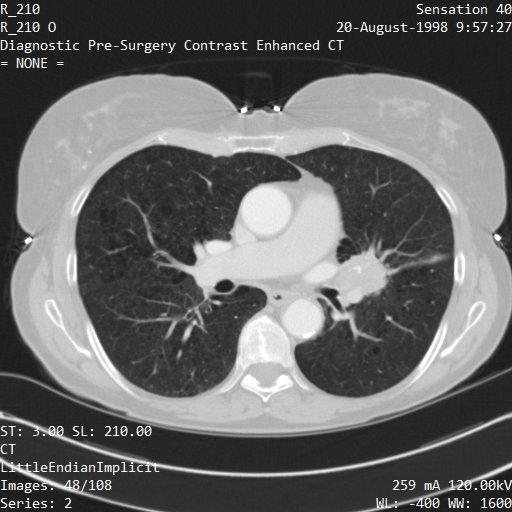 R_210
Sensation 40
R_210 O
20-August-1998 9:57:27
Diagnostic Pre-Surgery Contrast Enhanced CT
= NONE =
ST: 3.00 SL: 210.00
CT
LittleEndianImplicit
Images: 48/108
259 mA 120.00kV
Series: 2
WL: -400 WW: 1600